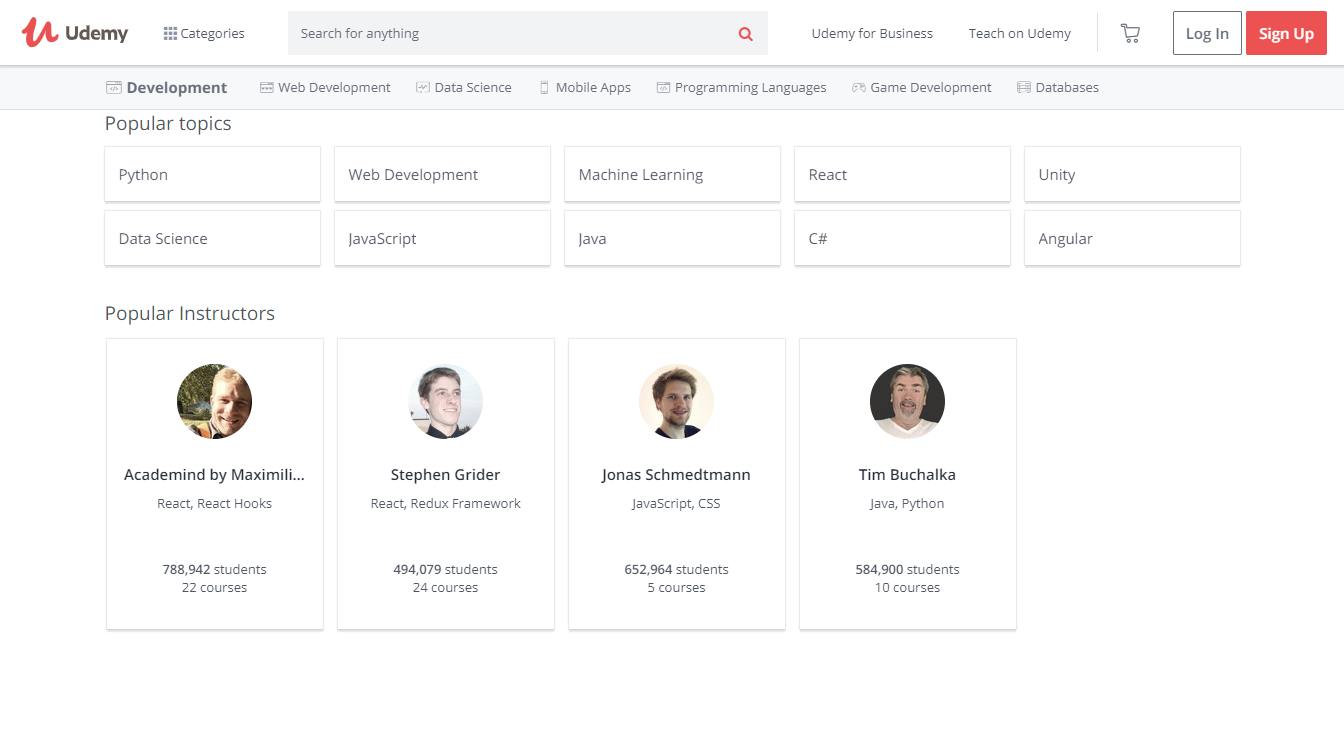 Udemy Categories Search for anything Udemy for Business Teach on Udemy Log In Sign Up
Development Web Development Data Science Mobile Apps Programming Languages Game Development Databases
Popular topics
Python Web Development Machine Learning React Unity
Data Science JavaScript Java C# Angular
Popular Instructors
Academind by Maximili... Stephen Grider Jonas Schmedtmann Tim Buchalka
React, React Hooks React, Redux Framework JavaScript, CSS Java, Python
788,942 students 494,079 students 652,964 students 584,900 students
22 courses 24 courses 5 courses 10 courses